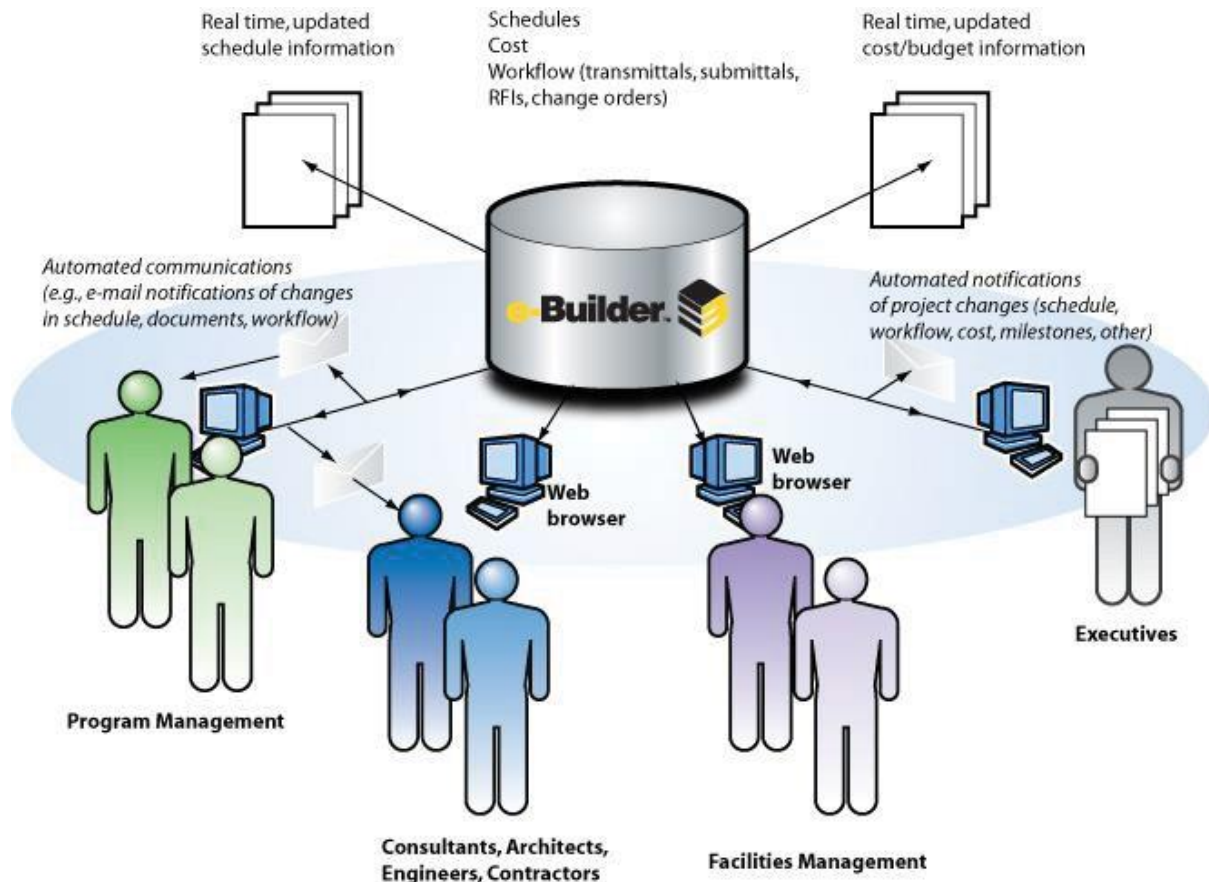 Real time, updated
schedule information
Schedules
Cost
Workflow (transmittals, submittals,
RFIs, change orders)
Real time, updated
cost/budget information
Automated communications
(e.g., e-mail notifications of changes
in schedule, documents, workflow)
e-Builder™
Automated notifications
of project changes (schedule,
workflow, cost, milestones, other)
Web
browser
Web
browser
Executives
Program Management
Consultants, Architects,
Engineers, Contractors
Facilities Management